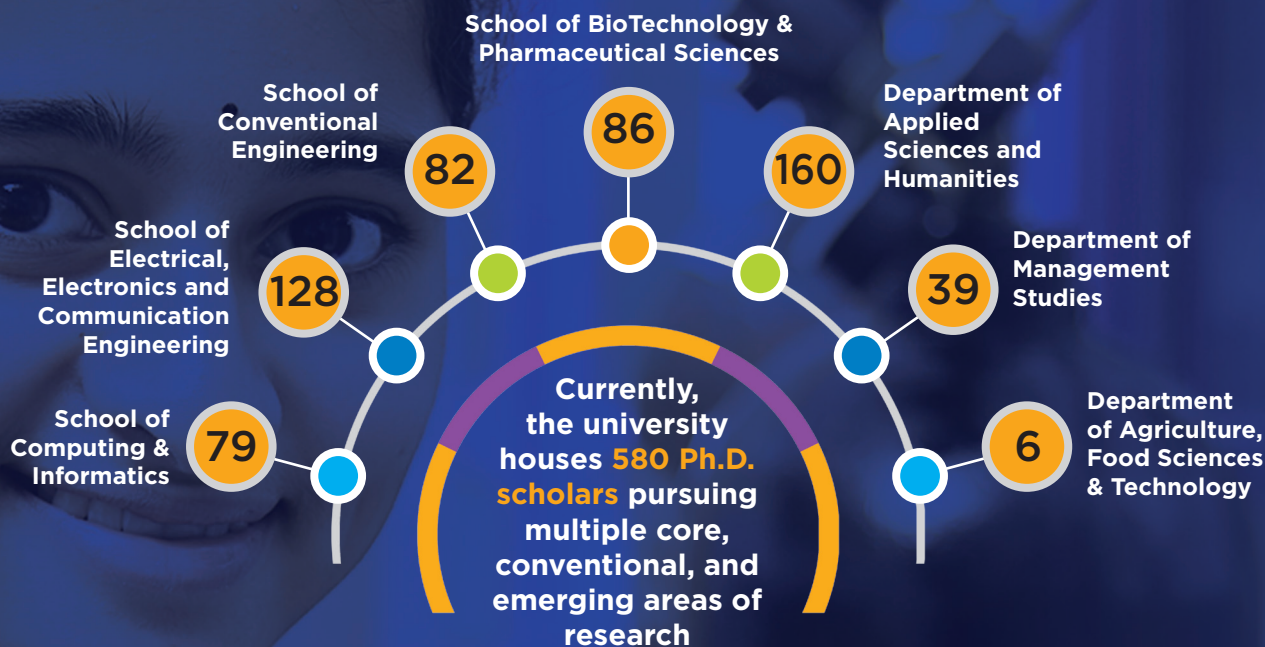 School of BioTechnology &
Pharmaceutical Sciences
86
School of
Conventional
Engineering
82
Department of
Applied
Sciences and
Humanities
160
School of
Electrical,
Electronics and
Communication
Engineering
128
Department of
Management
Studies
39
School of
Computing &
Informatics
79
Department
of Agriculture,
Food Sciences
& Technology
6
Currently,
the university
houses 580 Ph.D.
scholars pursuing
multiple core,
conventional, and
emerging areas of
research